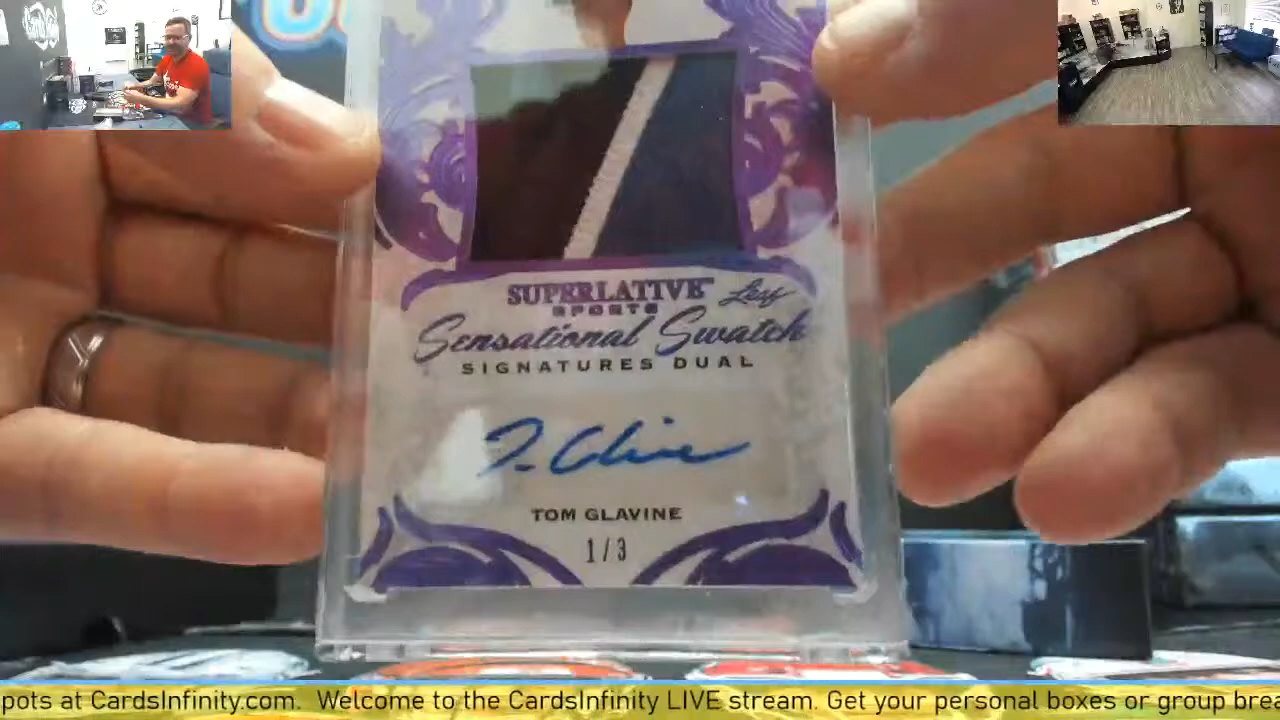 SUPERLATIVE Leaf
SPORTS
Sensational Swatch
SIGNATURES DUAL
TOM GLAVINE
1/3
pots at CardsInfinity.com. Welcome to the CardsInfinity LIVE stream. Get your personal boxes or group brea